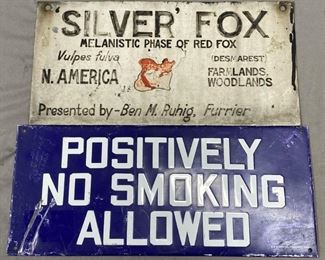 'SILVER' FOX
MELANISTIC PHASE OF RED FOX
Vulpes fulva (DESMAREST)
N. AMERICA FARMLANDS,
WOODLANDS
Presented by-Ben M. Ruhig, Furrier
POSITIVELY
NO SMOKING
ALLOWED